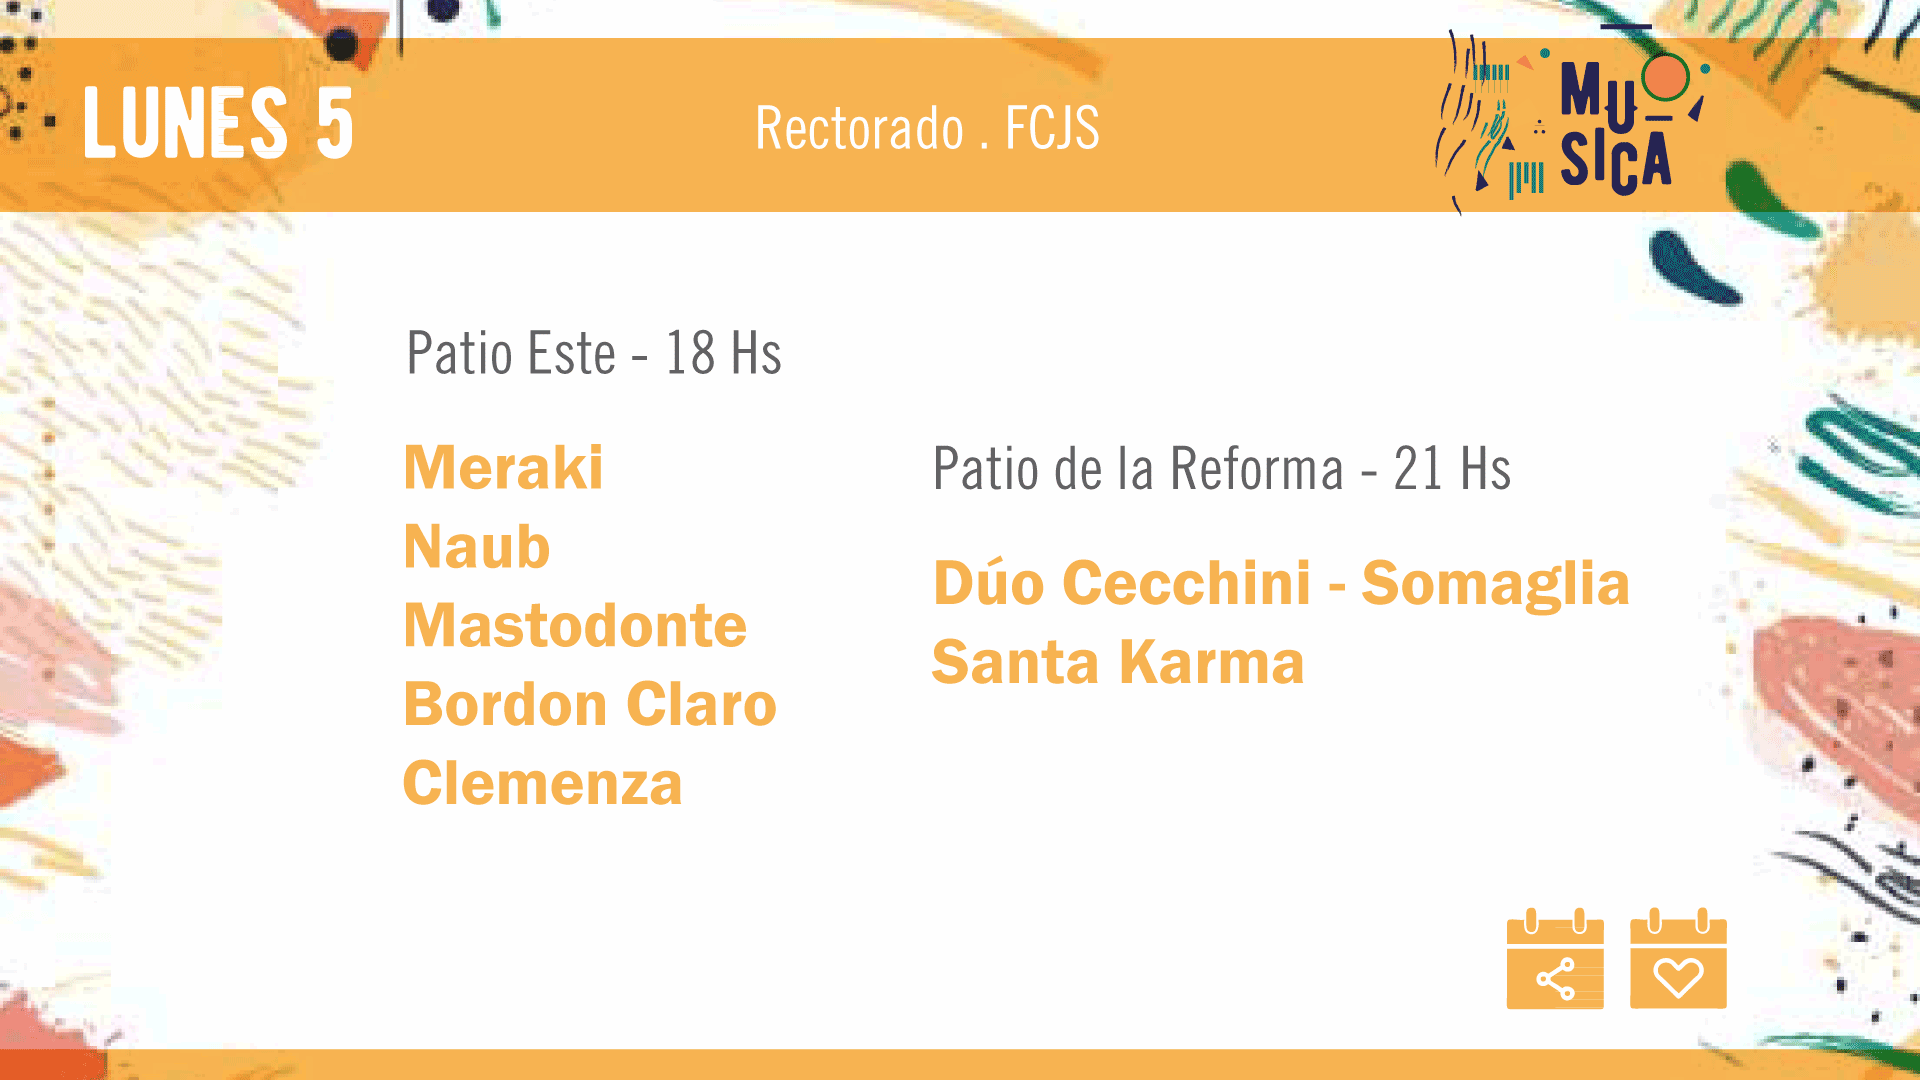 LUNES 5
Rectorado . FCJS
MU
SICA
Patio Este - 18 Hs
Meraki
Naub
Mastodonte
Bordon Claro
Clemenza
Patio de la Reforma - 21 Hs
Dúo Cecchini - Somaglia
Santa Karma